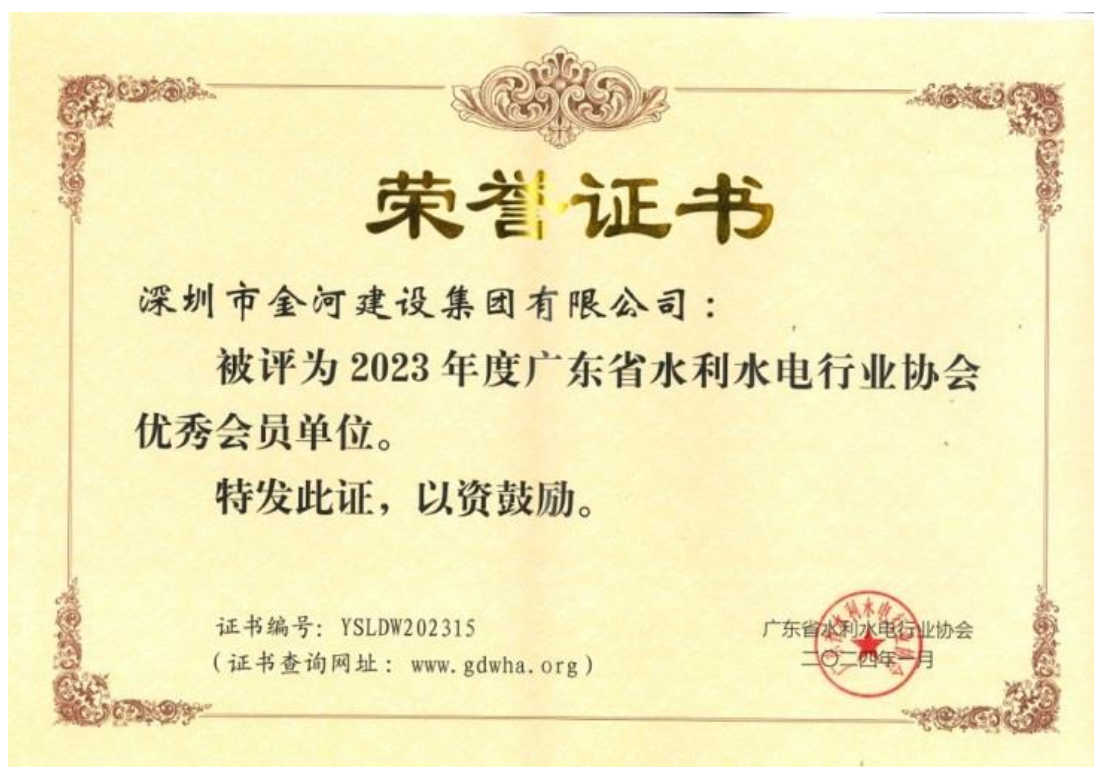 荣誉证书
深圳市金河建设集团有限公司：
被评为2023年度广东省水利水电行业协会
优秀会员单位。
特发此证，以资鼓励。
证书编号：YSLDW202315
（证书查询网址：www.gdwha.org）
广东省水利水电行业协会
二〇二四年一月